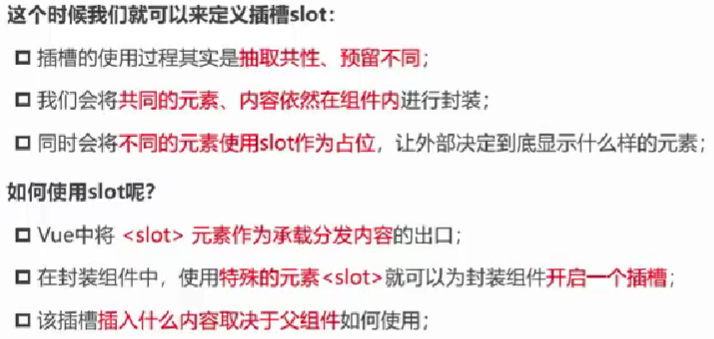 这个时候我们就可以来定义插槽slot：
插槽的使用过程其实是抽取共性、预留不同；
我们会将共同的元素、内容依然在组件内进行封装；
同时会将不同的元素使用slot作为占位，让外部决定到底显示什么样的元素；
如何使用slot呢？
Vue中将 <slot> 元素作为承载分发内容的出口；
在封装组件中，使用特殊的元素<slot>就可以为封装组件开启一个插槽；
该插槽插入什么内容取决于父组件如何使用；